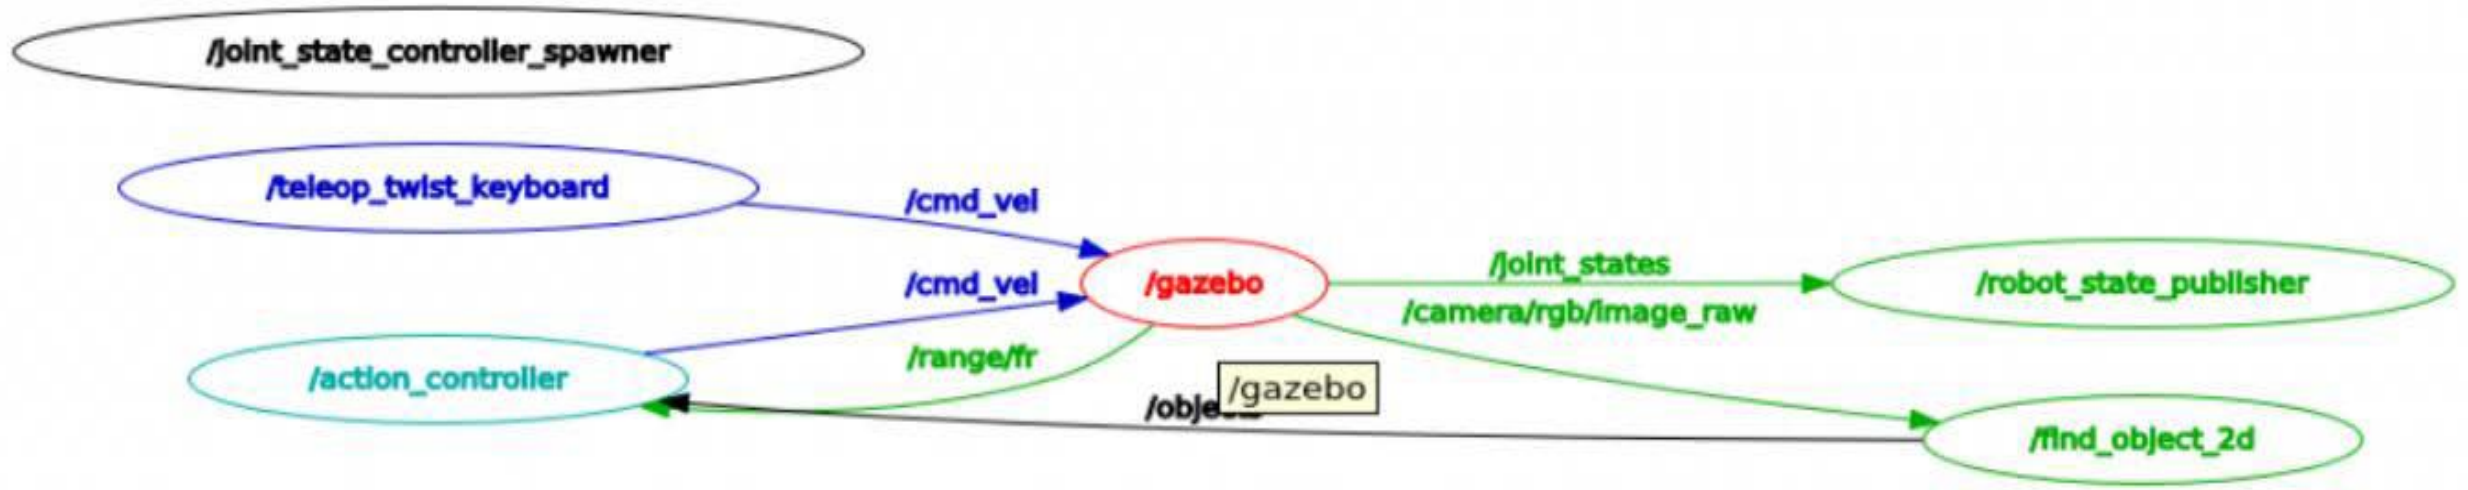 /joint_state_controller_spawner
/teleop_twist_keyboard
/cmd_vel
/cmd_vel
/gazebo
/joint_states
/robot_state_publisher
/camera/rgb/image_raw
/action_controller
/range/fr
/gazebo
/find_object_2d